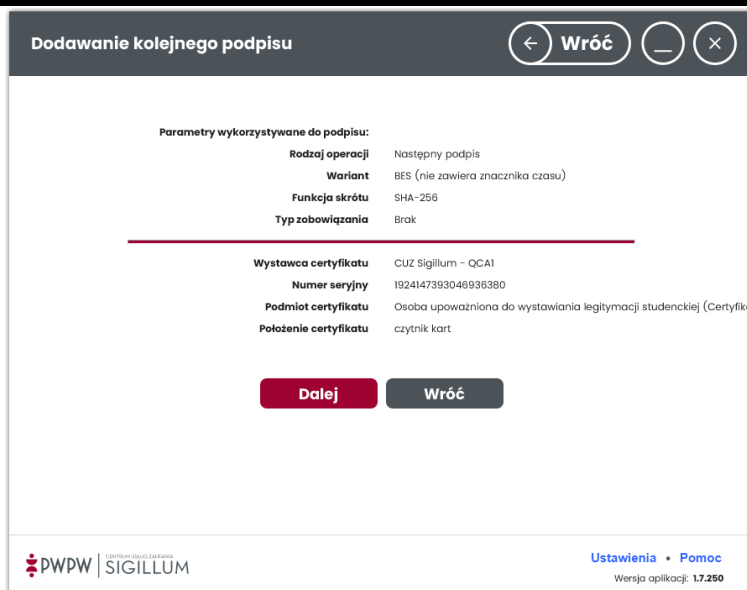 Dodawanie kolejnego podpisu
Wróć
Parametry wykorzystywane do podpisu:
Rodzaj operacji Następny podpis
Wariant BES (nie zawiera znacznika czasu)
Funkcja skrótu SHA-256
Typ zobowiązania Brak
Wystawca certyfikatu CUZ Sigillum - QCA1
Numer seryjny 1924147393046936380
Podmiot certyfikatu Osoba upoważniona do wystawiania legitymacji studenckiej (Certyfik
Położenie certyfikatu czytnik kart
Dalej Wróć
CENTRUM USŁUG ZAUFANIA
PWPW SIGILLUM
Ustawienia • Pomoc
Wersja aplikacji: 1.7.250